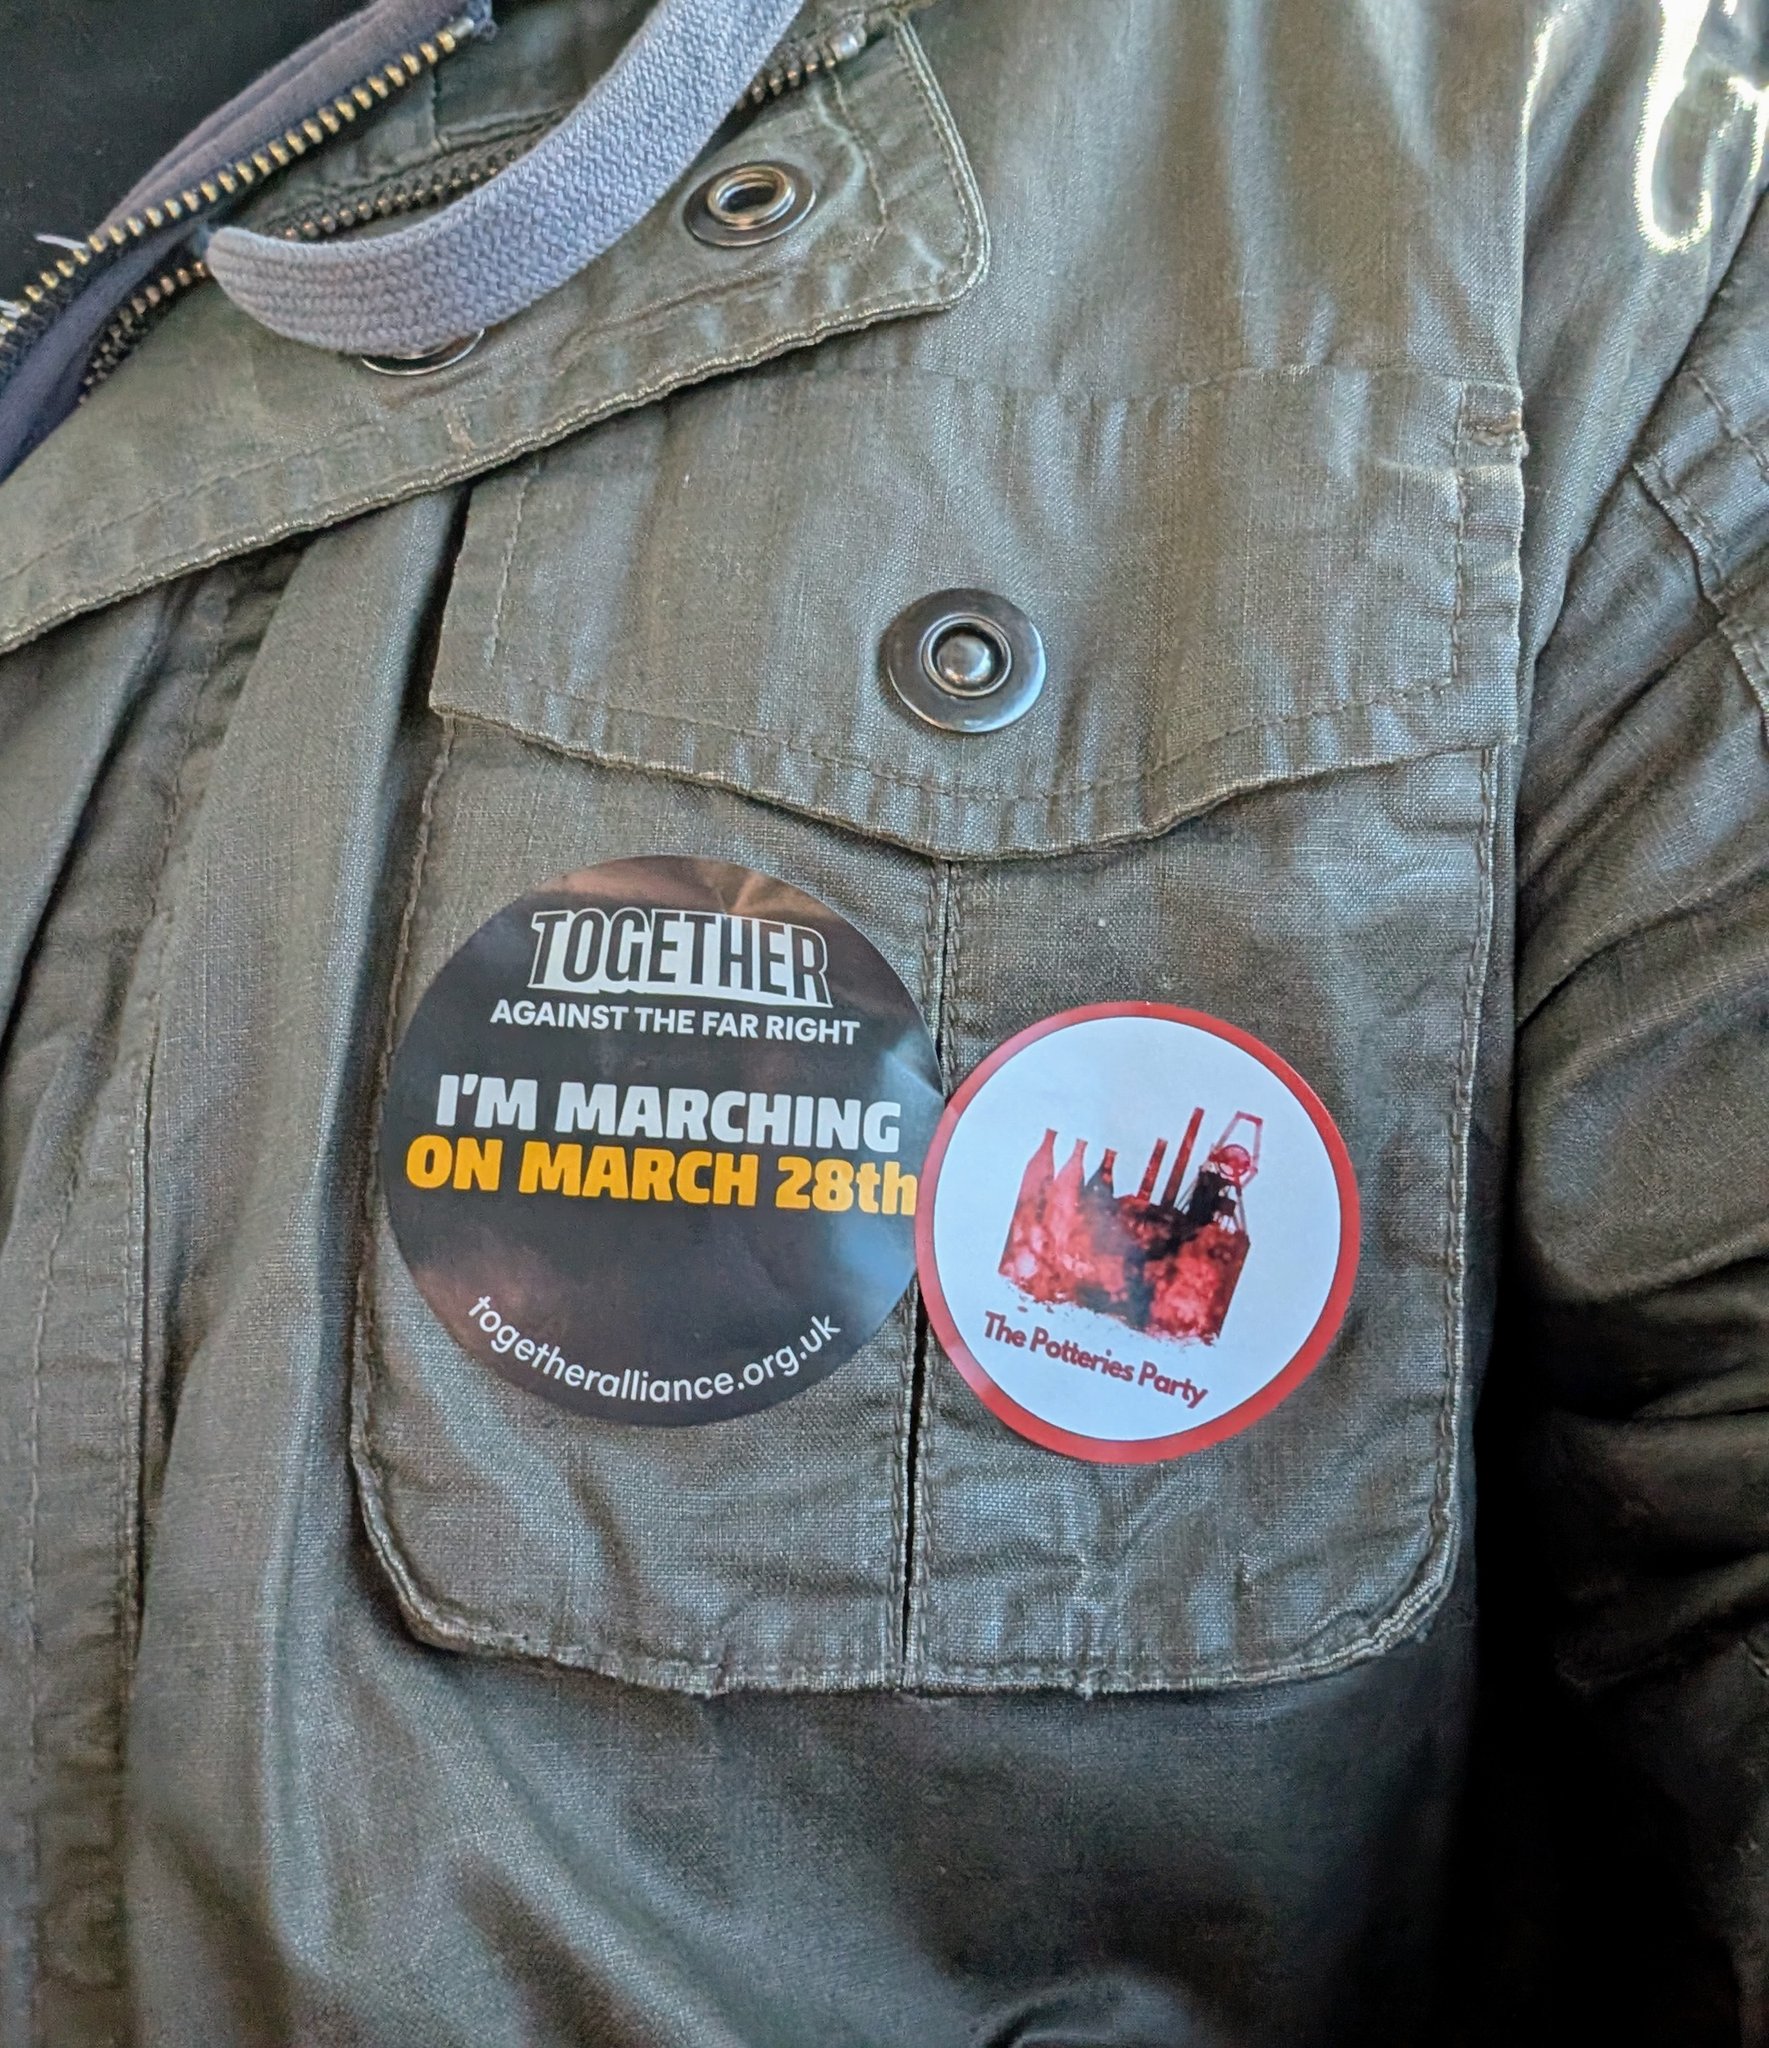 TOGETHER
AGAINST THE FAR RIGHT
I'M MARCHING
ON MARCH 28th
togetheralliance.org.uk
The Potteries Party